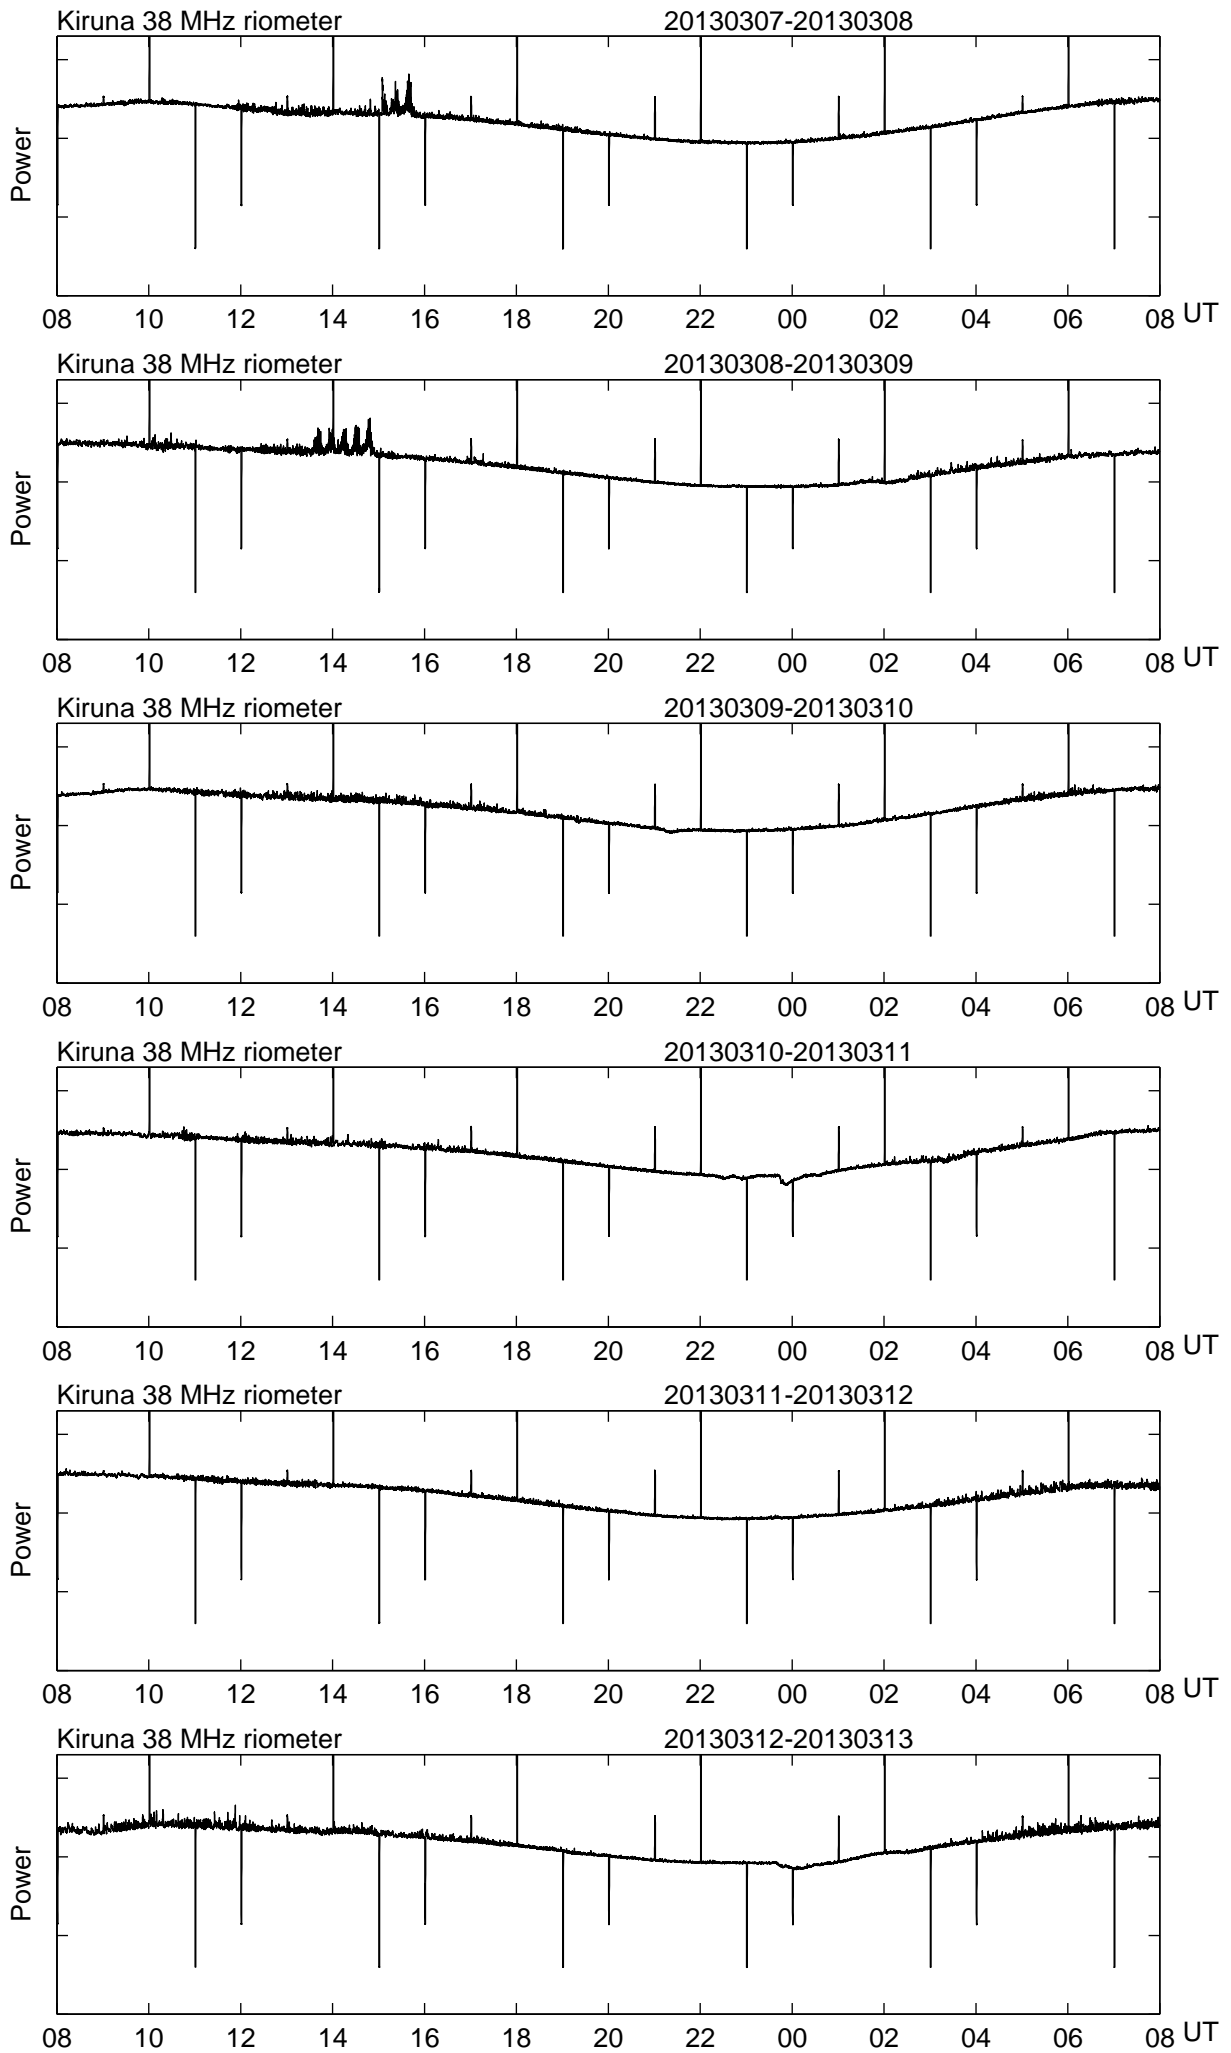 Kiruna 38 MHz riometer 20130307-20130308
Power
08 10 12 14 16 18 20 22 00 02 04 06 08 UT
Kiruna 38 MHz riometer 20130308-20130309
Power
08 10 12 14 16 18 20 22 00 02 04 06 08 UT
Kiruna 38 MHz riometer 20130309-20130310
Power
08 10 12 14 16 18 20 22 00 02 04 06 08 UT
Kiruna 38 MHz riometer 20130310-20130311
Power
08 10 12 14 16 18 20 22 00 02 04 06 08 UT
Kiruna 38 MHz riometer 20130311-20130312
Power
08 10 12 14 16 18 20 22 00 02 04 06 08 UT
Kiruna 38 MHz riometer 20130312-20130313
Power
08 10 12 14 16 18 20 22 00 02 04 06 08 UT